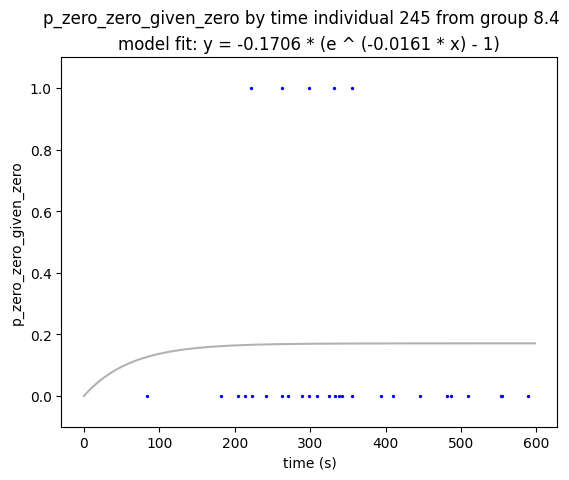 p_zero_zero_given_zero by time individual 245 from group 8.4
model fit: y = -0.1706 * (e ^ (-0.0161 * x) - 1)
p_zero_zero_given_zero
1.0
0.8
0.6
0.4
0.2
0.0
0 100 200 300 400 500 600
time (s)